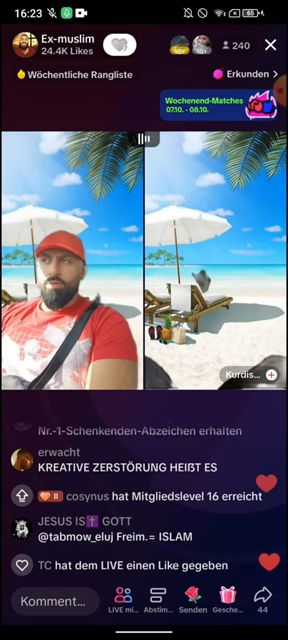 16:23
65
Ex-muslim
24.4K Likes
240
Wöchentliche Rangliste
Erkunden >
Wochenend-Matches
07.10. - 08.10.
Kurdis...
Nr.-1-Schenkenden-Abzeichen erhalten
erwacht
KREATIVE ZERSTÖRUNG HEIßT ES
II cosynus hat Mitgliedslevel 16 erreicht
JESUS IS✝️ GOTT
@tabmow_eluj Freim.= ISLAM
TC hat dem LIVE einen Like gegeben
Komment...
LIVE mi...
Abstim...
Senden
Gesche...
44